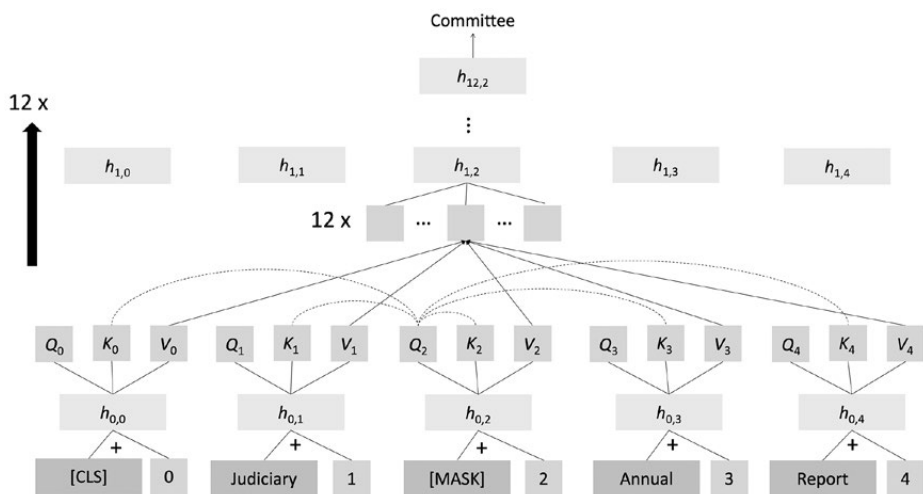 Committee
h12,2
12 x
⋮
h1,0 h1,1 h1,2 h1,3 h1,4
12 x ... ...
Q0 K0 V0 Q1 K1 V1 Q2 K2 V2 Q3 K3 V3 Q4 K4 V4
h0,0 h0,1 h0,2 h0,3 h0,4
+ + + + +
[CLS] 0 Judiciary 1 [MASK] 2 Annual 3 Report 4